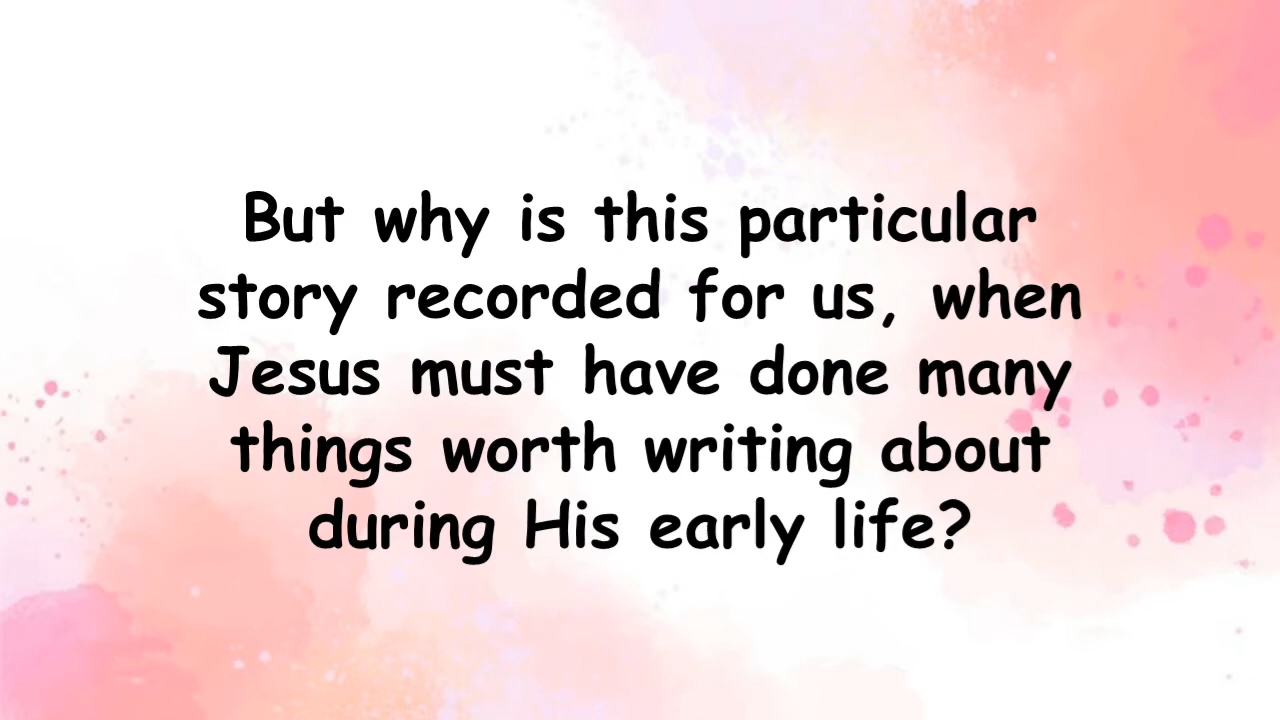 But why is this particular
story recorded for us, when
Jesus must have done many
things worth writing about
during His early life?